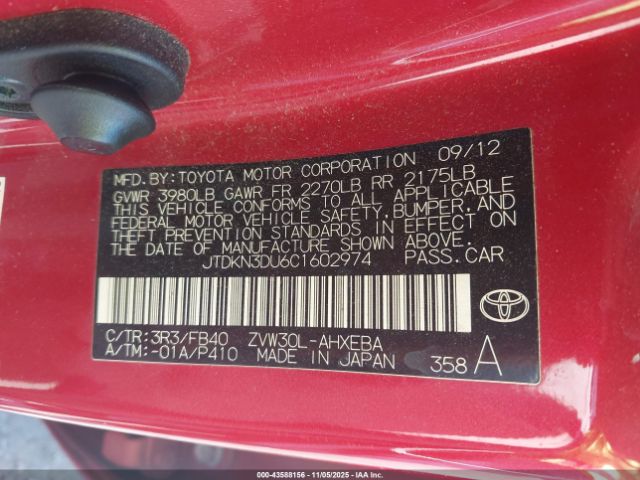 MFD.BY:TOYOTA MOTOR CORPORATION 09/12
GVWR 3980LB GAWR FR 2270LB RR 2175LB
THIS VEHICLE CONFORMS TO ALL APPLICABLE
FEDERAL MOTOR VEHICLE SAFETY,BUMPER,AND
THEFT PREVENTION STANDARDS IN EFFECT ON
THE DATE OF MANUFACTURE SHOWN ABOVE.
JTDKN3DU6C1602974 PASS.CAR
C/TR:3R3/FB40 ZVW30L-AHXEBA
A/TM:-01A/P410 MADE IN JAPAN 358 A
000-43588156 - 11/05/2025 - IAAI.COM